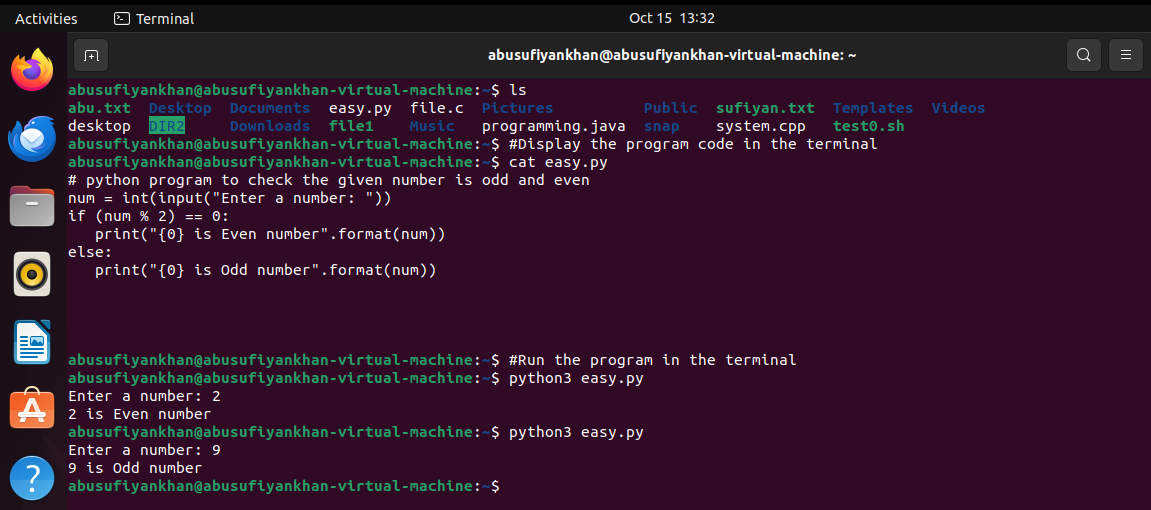 Activities Terminal Oct 15 13:32
abusufiyankhan@abusufiyankhan-virtual-machine: ~
abusufiyankhan@abusufiyankhan-virtual-machine:~$ ls
abu.txt Desktop Documents easy.py file.c Pictures Public sufiyan.txt Templates Videos
desktop DIR2 Downloads file1 Music programming.java snap system.cpp test0.sh
abusufiyankhan@abusufiyankhan-virtual-machine:~$ #Display the program code in the terminal
abusufiyankhan@abusufiyankhan-virtual-machine:~$ cat easy.py
# python program to check the given number is odd and even
num = int(input("Enter a number: "))
if (num % 2) == 0:
   print("{0} is Even number".format(num))
else:
   print("{0} is Odd number".format(num))
abusufiyankhan@abusufiyankhan-virtual-machine:~$ #Run the program in the terminal
abusufiyankhan@abusufiyankhan-virtual-machine:~$ python3 easy.py
Enter a number: 2
2 is Even number
abusufiyankhan@abusufiyankhan-virtual-machine:~$ python3 easy.py
Enter a number: 9
9 is Odd number
abusufiyankhan@abusufiyankhan-virtual-machine:~$